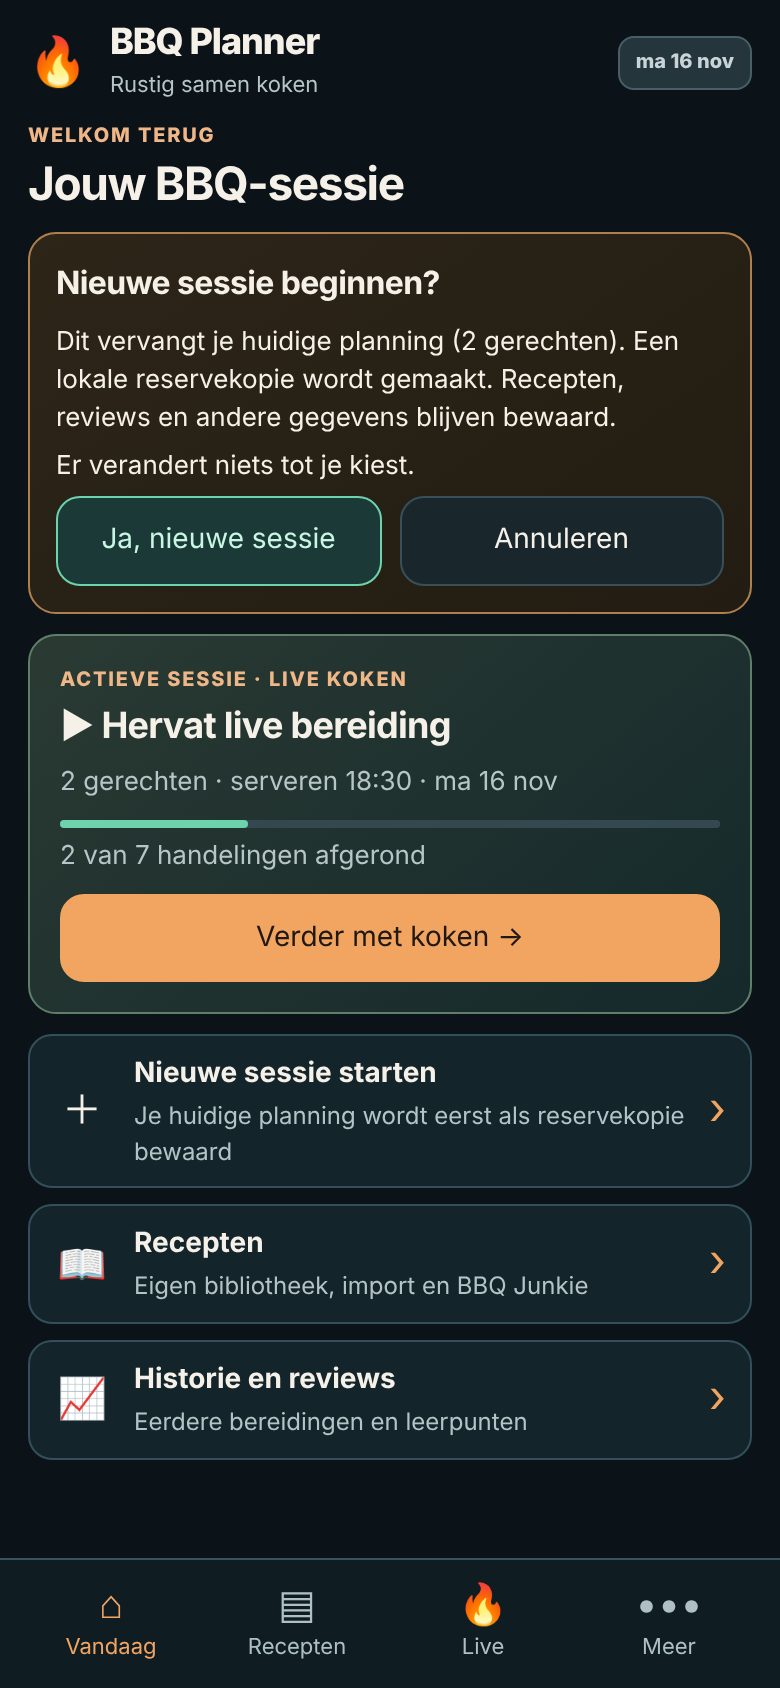 BBQ Planner
Rustig samen koken
ma 16 nov
WELKOM TERUG
Jouw BBQ-sessie
Nieuwe sessie beginnen?
Dit vervangt je huidige planning (2 gerechten). Een
lokale reservekopie wordt gemaakt. Recepten,
reviews en andere gegevens blijven bewaard.
Er verandert niets tot je kiest.
Ja, nieuwe sessie
Annuleren
ACTIEVE SESSIE · LIVE KOKEN
▶ Hervat live bereiding
2 gerechten · serveren 18:30 · ma 16 nov
2 van 7 handelingen afgerond
Verder met koken →
Nieuwe sessie starten
Je huidige planning wordt eerst als reservekopie
bewaard
Recepten
Eigen bibliotheek, import en BBQ Junkie
Historie en reviews
Eerdere bereidingen en leerpunten
Vandaag
Recepten
Live
Meer